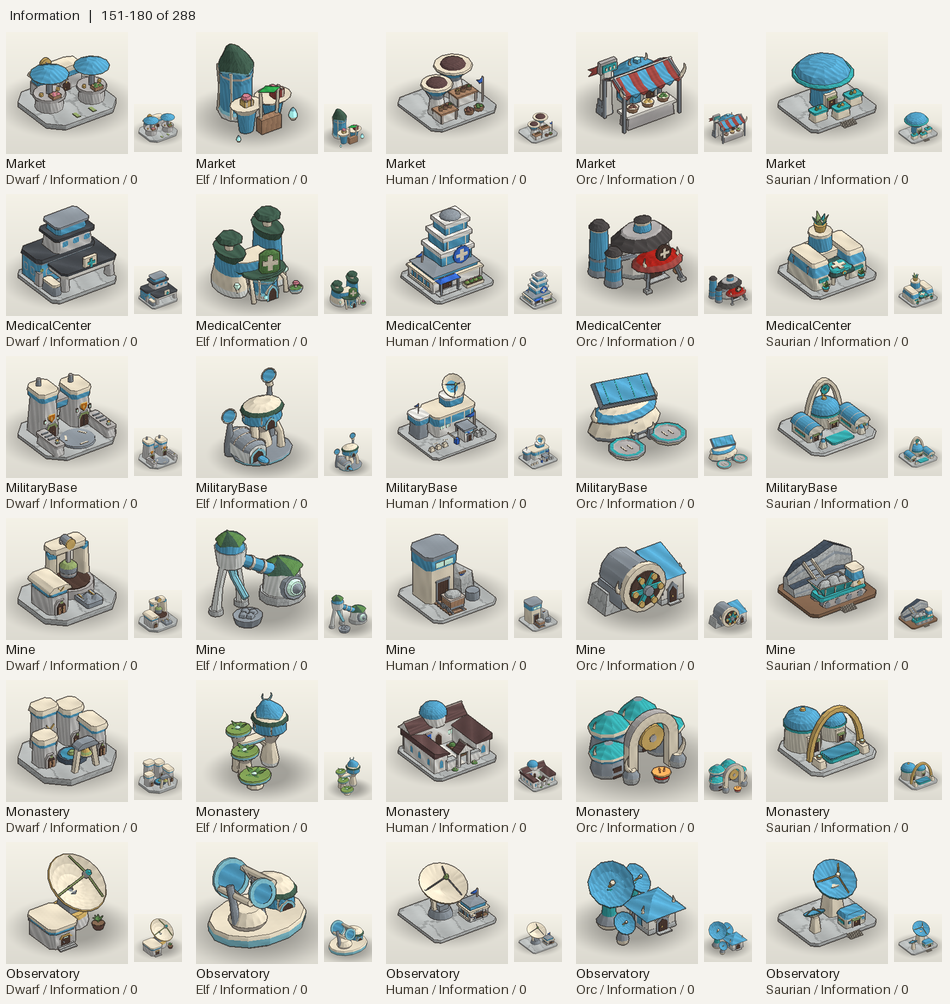 Information | 151-180 of 288
Market
Dwarf / Information / 0
Market
Elf / Information / 0
Market
Human / Information / 0
Market
Orc / Information / 0
Market
Saurian / Information / 0
MedicalCenter
Dwarf / Information / 0
MedicalCenter
Elf / Information / 0
MedicalCenter
Human / Information / 0
MedicalCenter
Orc / Information / 0
MedicalCenter
Saurian / Information / 0
MilitaryBase
Dwarf / Information / 0
MilitaryBase
Elf / Information / 0
MilitaryBase
Human / Information / 0
MilitaryBase
Orc / Information / 0
MilitaryBase
Saurian / Information / 0
Mine
Dwarf / Information / 0
Mine
Elf / Information / 0
Mine
Human / Information / 0
Mine
Orc / Information / 0
Mine
Saurian / Information / 0
Monastery
Dwarf / Information / 0
Monastery
Elf / Information / 0
Monastery
Human / Information / 0
Monastery
Orc / Information / 0
Monastery
Saurian / Information / 0
Observatory
Dwarf / Information / 0
Observatory
Elf / Information / 0
Observatory
Human / Information / 0
Observatory
Orc / Information / 0
Observatory
Saurian / Information / 0